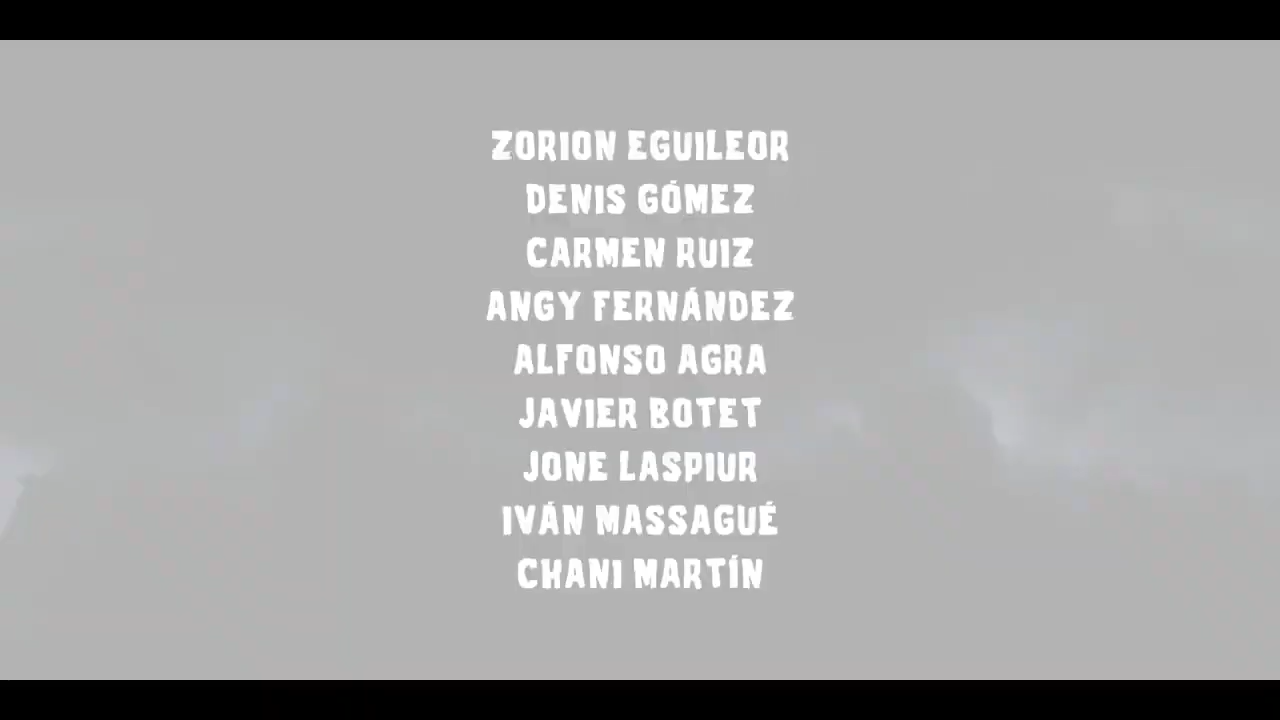 ZORION EGUILEOR
DENIS GÓMEZ
CARMEN RUIZ
ANGY FERNÁNDEZ
ALFONSO AGRA
JAVIER BOTET
JONE LASPIUR
IVÁN MASSAGUÉ
CHANI MARTÍN